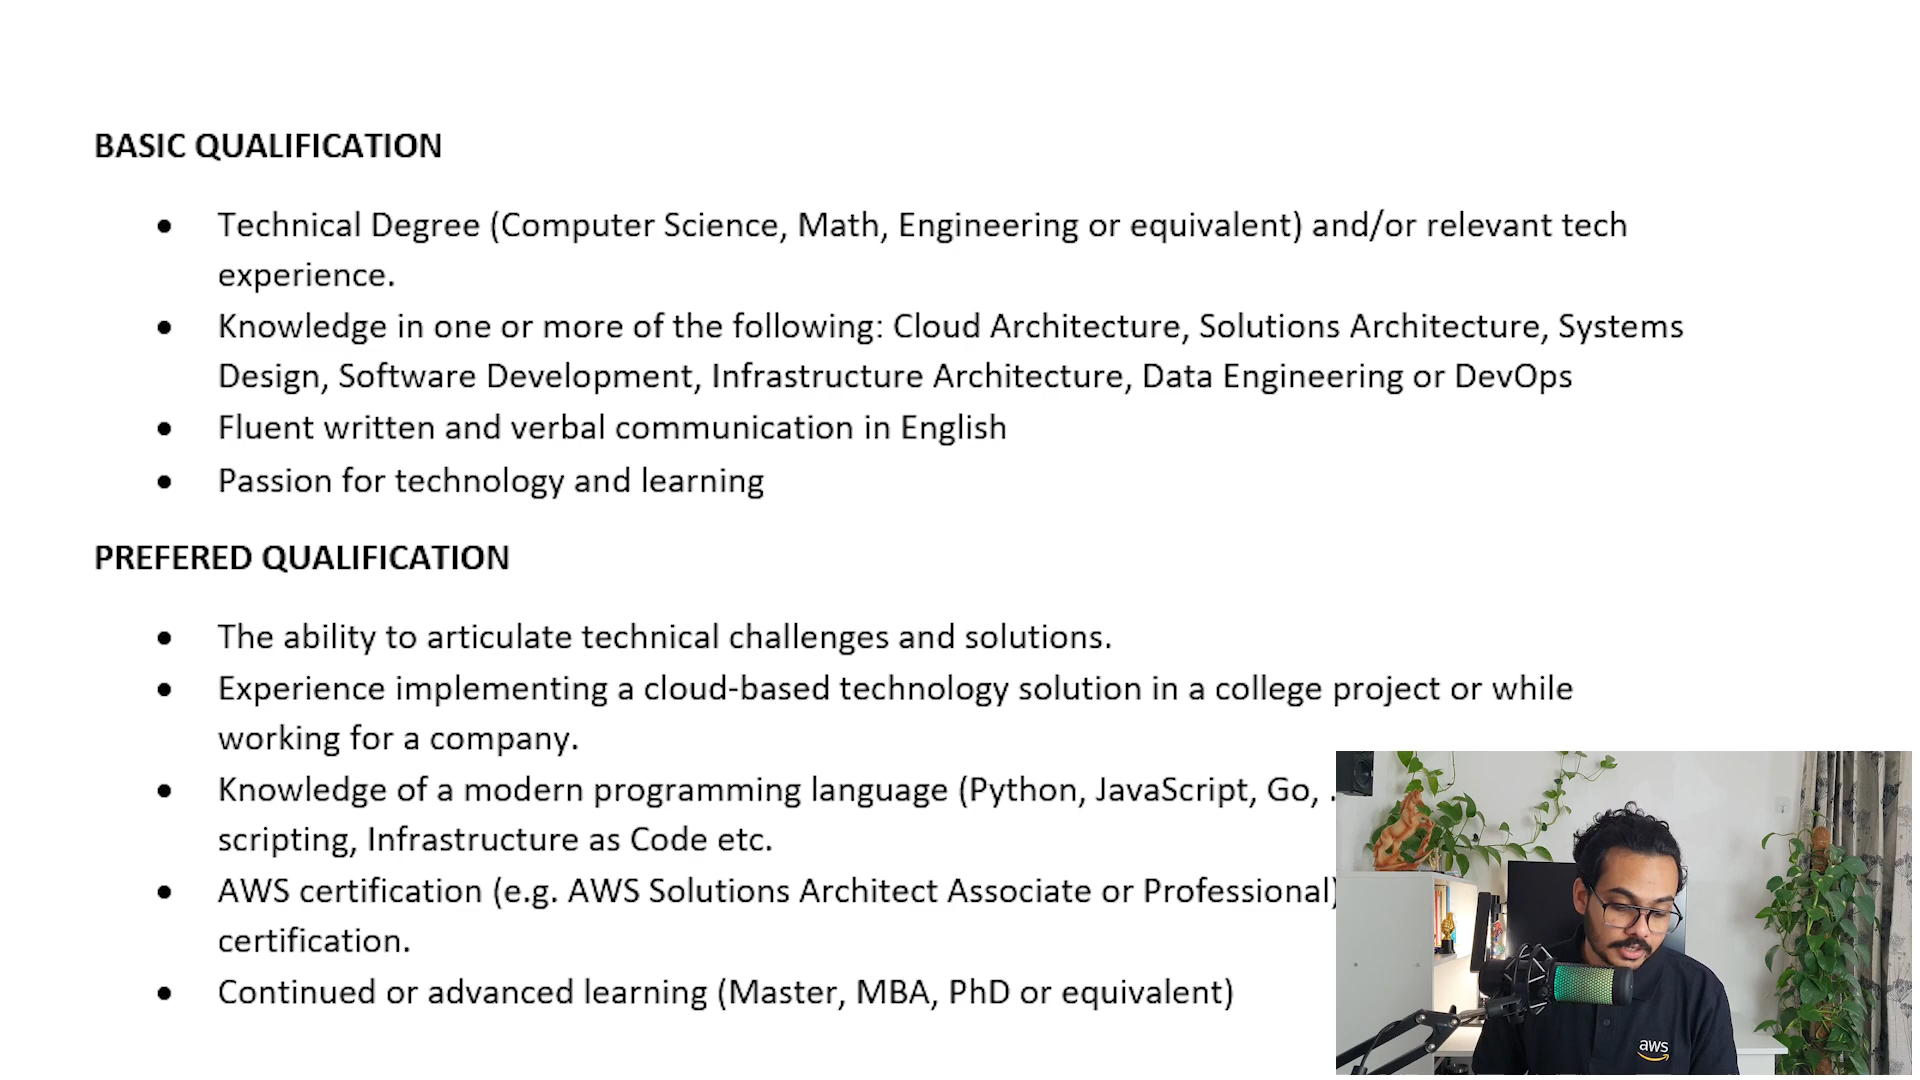 BASIC QUALIFICATION
• Technical Degree (Computer Science, Math, Engineering or equivalent) and/or relevant tech
experience.
• Knowledge in one or more of the following: Cloud Architecture, Solutions Architecture, Systems
Design, Software Development, Infrastructure Architecture, Data Engineering or DevOps
• Fluent written and verbal communication in English
• Passion for technology and learning
PREFERED QUALIFICATION
• The ability to articulate technical challenges and solutions.
• Experience implementing a cloud-based technology solution in a college project or while
working for a company.
• Knowledge of a modern programming language (Python, JavaScript, Go, .
scripting, Infrastructure as Code etc.
• AWS certification (e.g. AWS Solutions Architect Associate or Professional)
certification.
• Continued or advanced learning (Master, MBA, PhD or equivalent)
aws